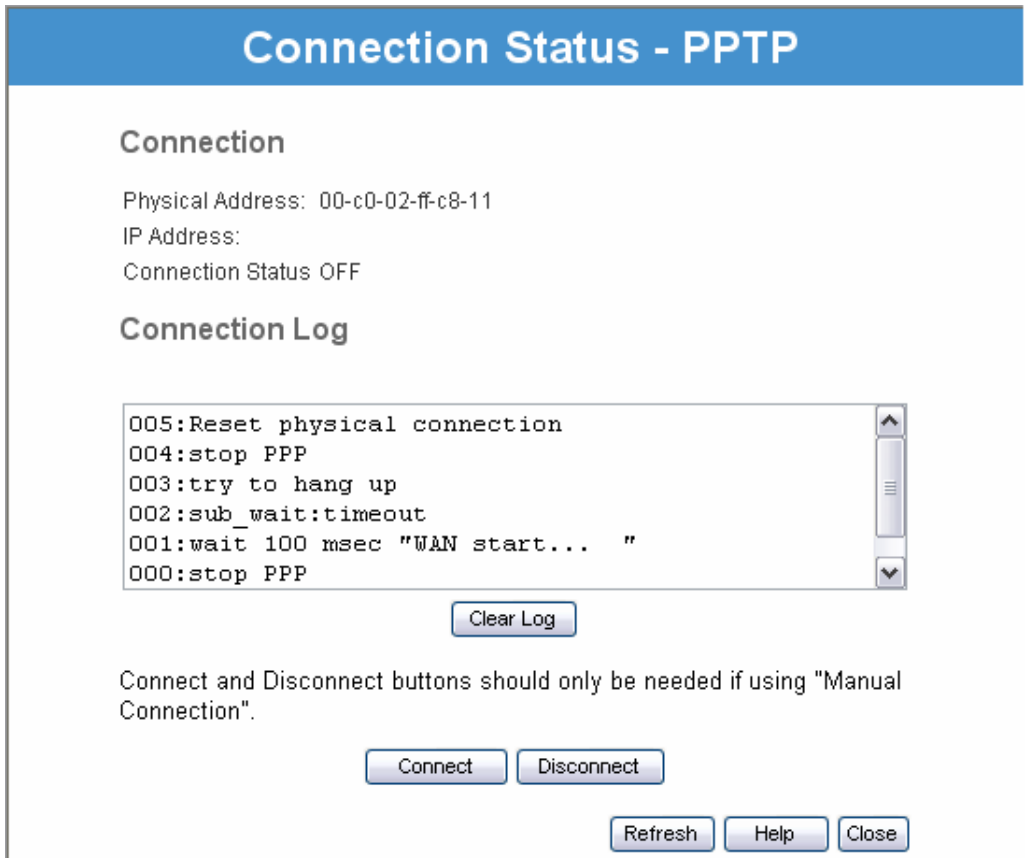 Connection Status - PPTP
Connection
Physical Address: 00-c0-02-ff-c8-11
IP Address:
Connection Status OFF
Connection Log
005:Reset physical connection
004:stop PPP
003:try to hang up
002:sub_wait:timeout
001:wait 100 msec "WAN start...  "
000:stop PPP
Clear Log
Connect and Disconnect buttons should only be needed if using "Manual
Connection".
Connect Disconnect
Refresh Help Close